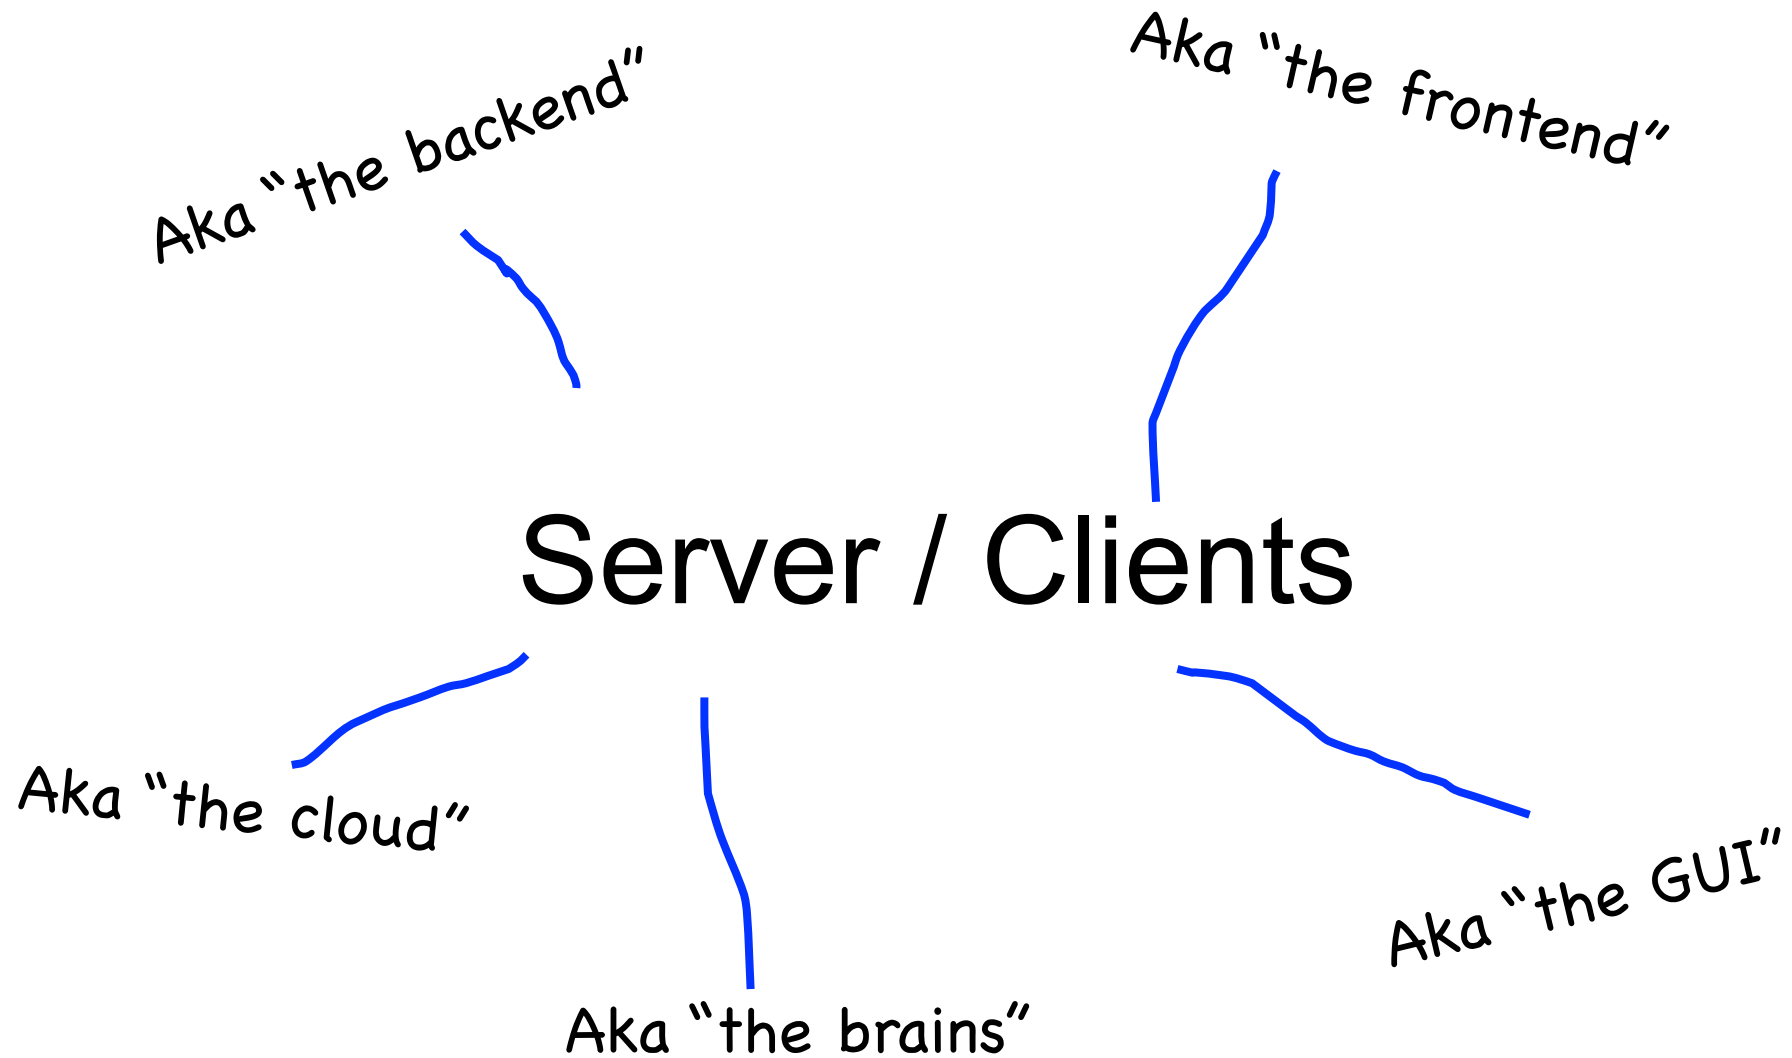 Aka “the backend”
Aka “the frontend”
Server / Clients
Aka “the cloud”
Aka “the GUI”
Aka “the brains”